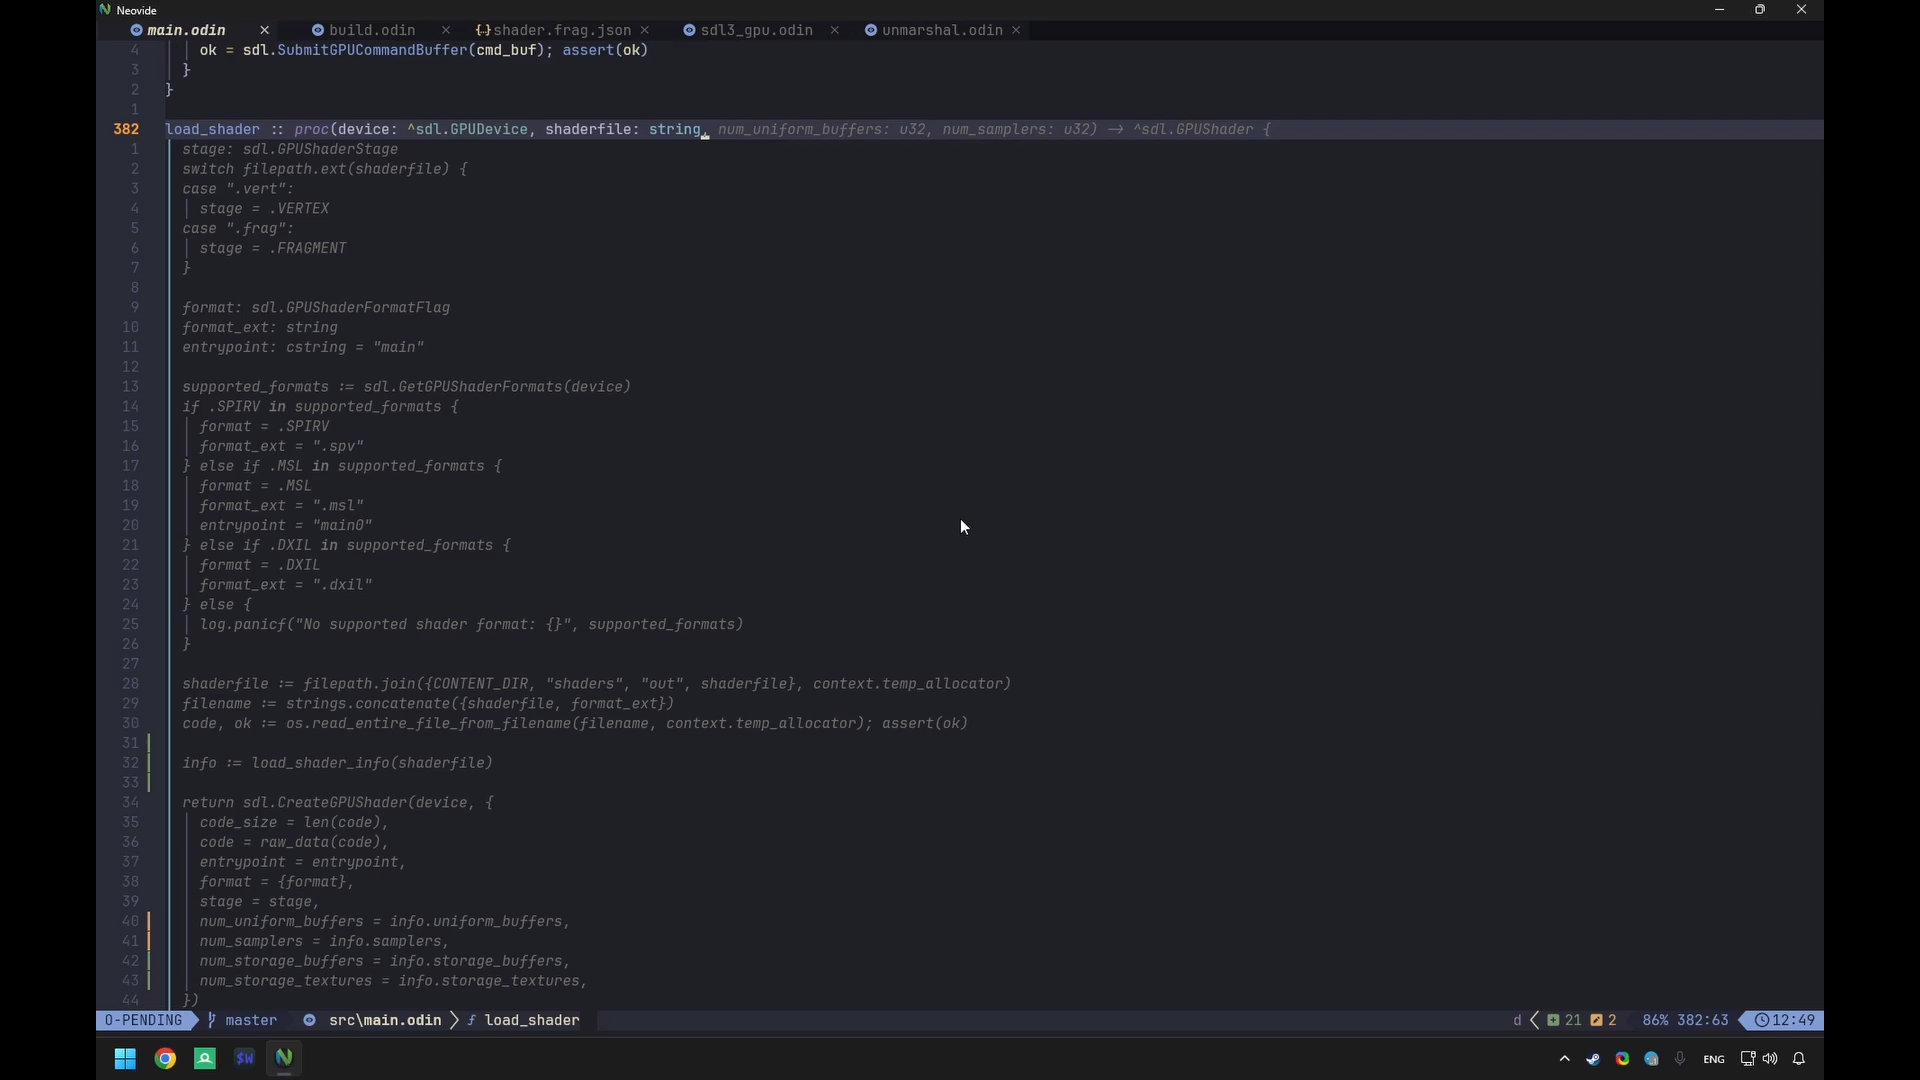 Neovide
main.odin
build.odin
{..}shader.frag.json
sdl3_gpu.odin
unmarshal.odin
4 ok = sdl.SubmitGPUCommandBuffer(cmd_buf); assert(ok)
3 }
2 }
1
382 load_shader :: proc(device: ^sdl.GPUDevice, shaderfile: string, num_uniform_buffers: u32, num_samplers: u32) -> ^sdl.GPUShader {
1 stage: sdl.GPUShaderStage
2 switch filepath.ext(shaderfile) {
3 case ".vert":
4 stage = .VERTEX
5 case ".frag":
6 stage = .FRAGMENT
7 }
8
9 format: sdl.GPUShaderFormatFlag
10 format_ext: string
11 entrypoint: cstring = "main"
12
13 supported_formats := sdl.GetGPUShaderFormats(device)
14 if .SPIRV in supported_formats {
15 format = .SPIRV
16 format_ext = ".spv"
17 } else if .MSL in supported_formats {
18 format = .MSL
19 format_ext = ".msl"
20 entrypoint = "main0"
21 } else if .DXIL in supported_formats {
22 format = .DXIL
23 format_ext = ".dxil"
24 } else {
25 log.panicf("No supported shader format: {}", supported_formats)
26 }
27
28 shaderfile := filepath.join({CONTENT_DIR, "shaders", "out", shaderfile}, context.temp_allocator)
29 filename := strings.concatenate({shaderfile, format_ext})
30 code, ok := os.read_entire_file_from_filename(filename, context.temp_allocator); assert(ok)
31
32 info := load_shader_info(shaderfile)
33
34 return sdl.CreateGPUShader(device, {
35 code_size = len(code),
36 code = raw_data(code),
37 entrypoint = entrypoint,
38 format = {format},
39 stage = stage,
40 num_uniform_buffers = info.uniform_buffers,
41 num_samplers = info.samplers,
42 num_storage_buffers = info.storage_buffers,
43 num_storage_textures = info.storage_textures,
44 })
O-PENDING master src\main.odin load_shader d 21 2 86% 382:63 12:49
$W ENG